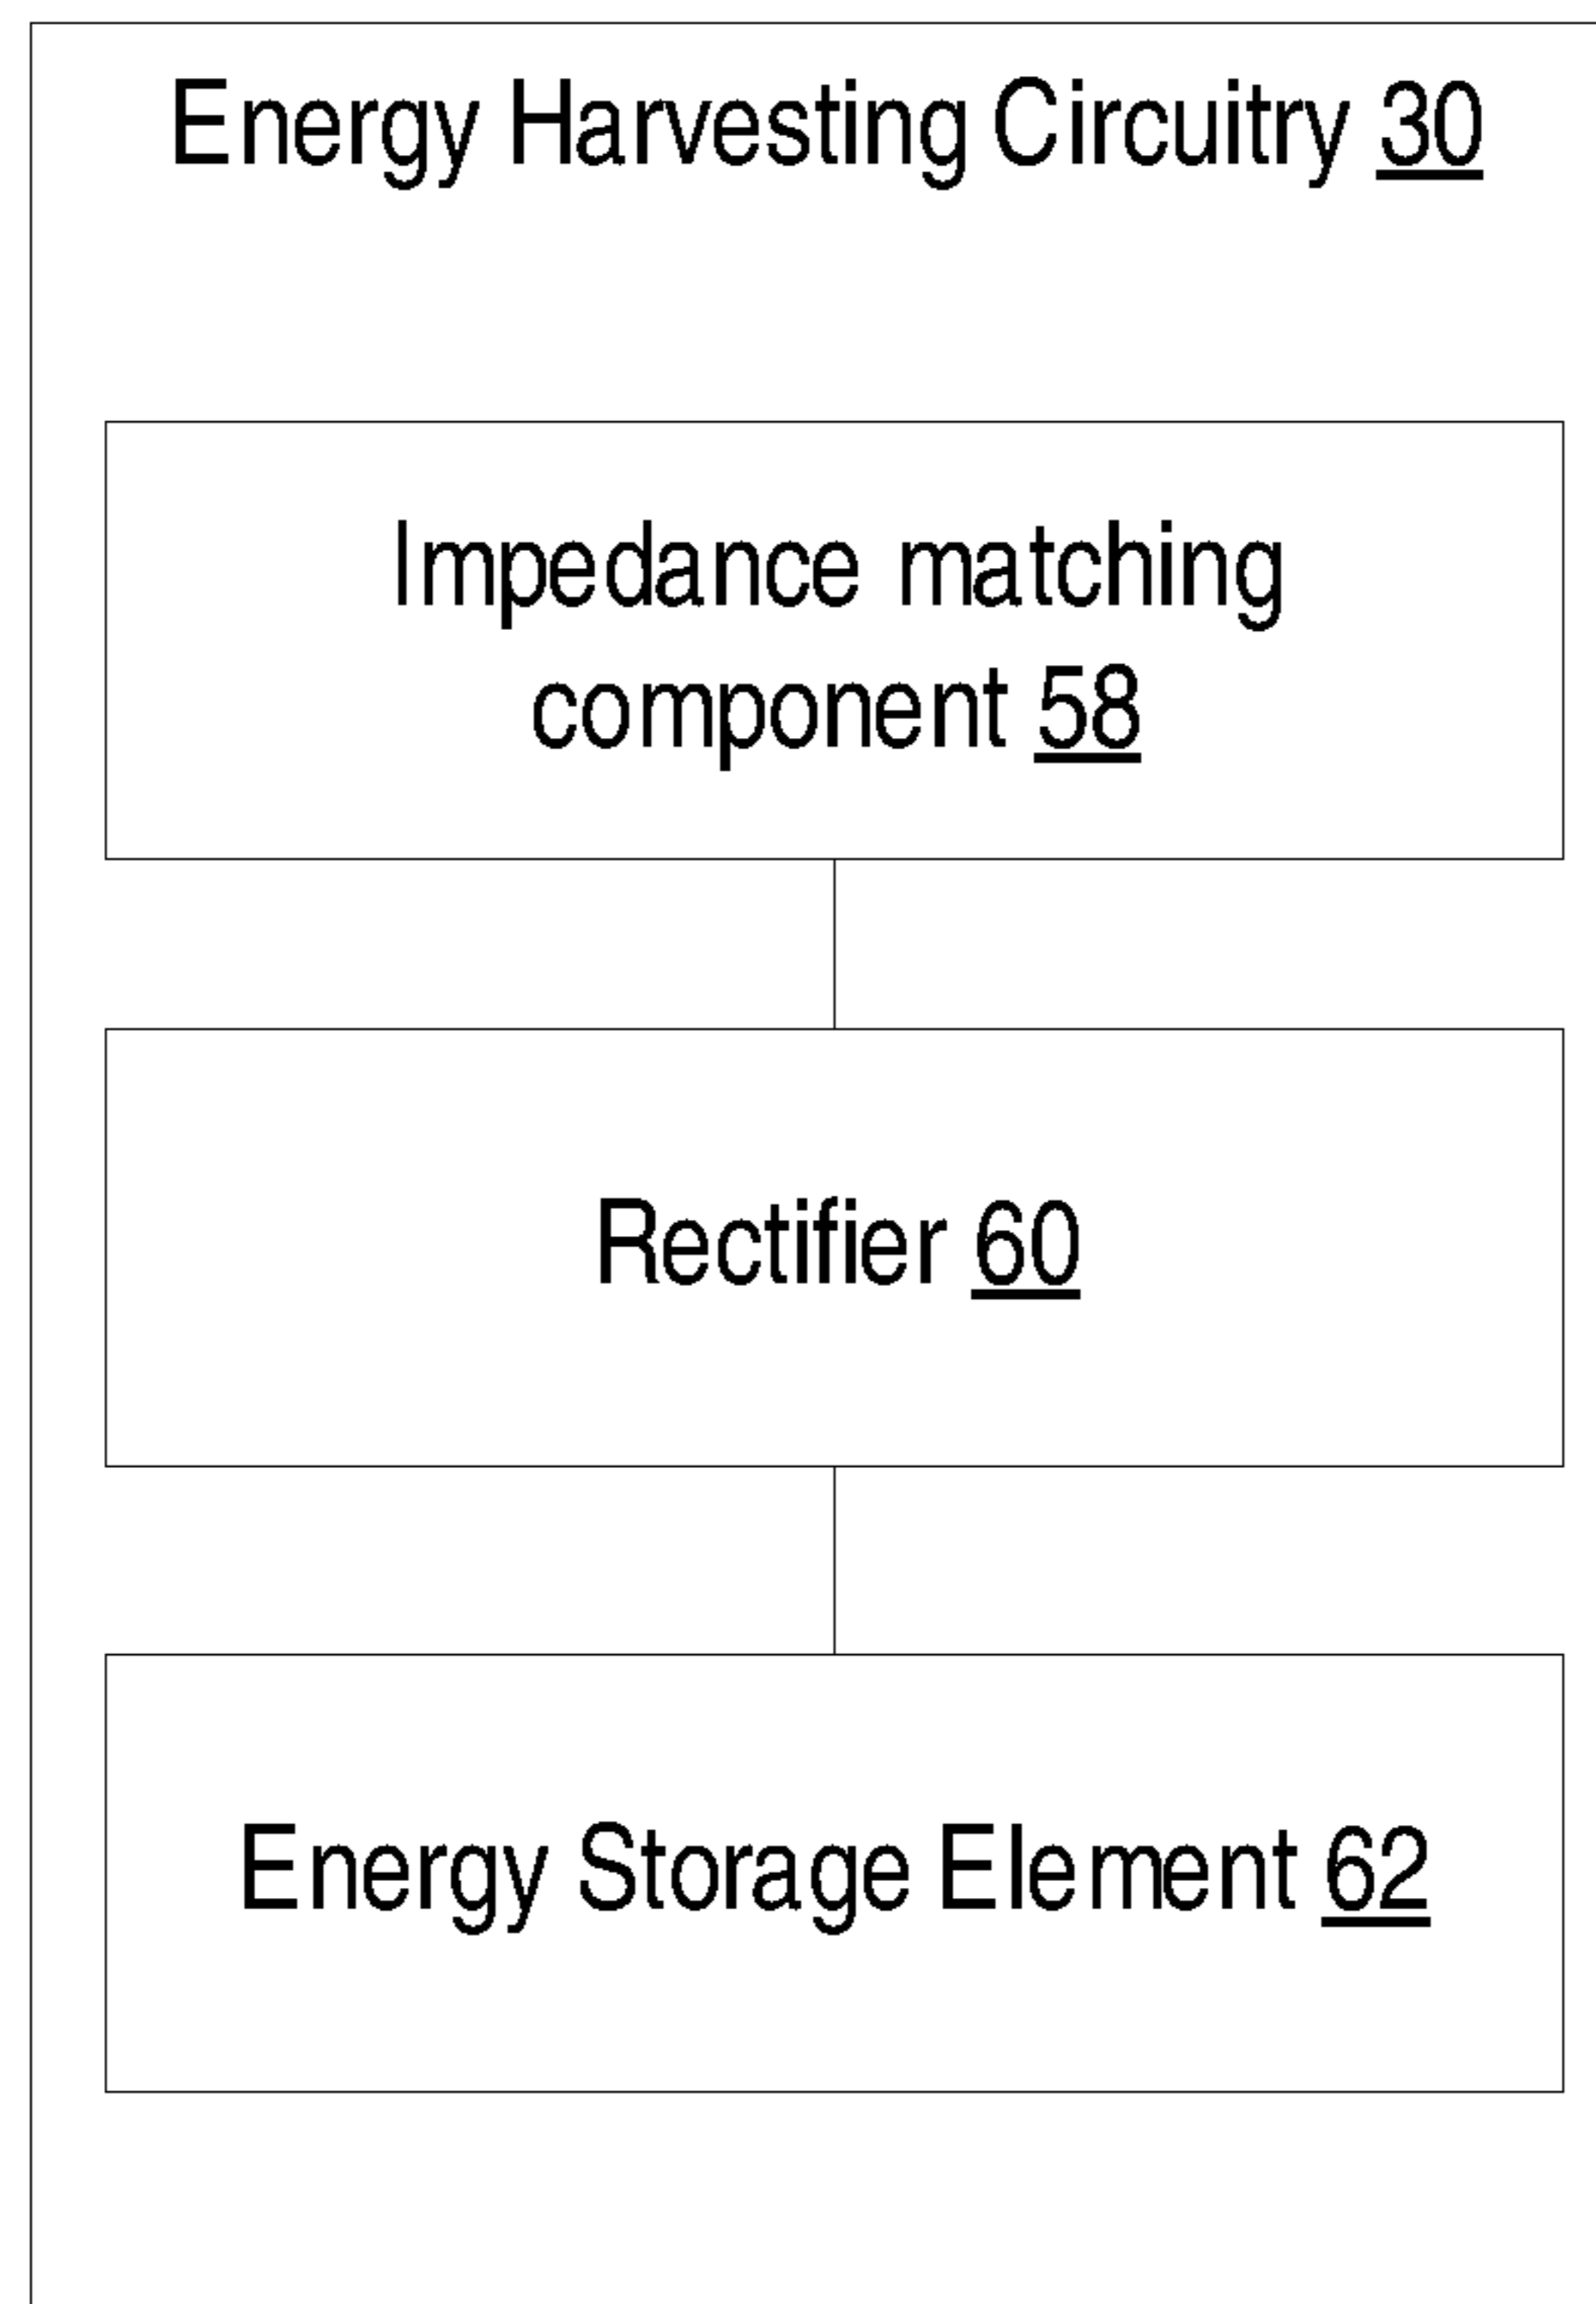 Energy Harvesting Circuitry 30
Impedance matching
component 58
Rectifier 60
Energy Storage Element 62